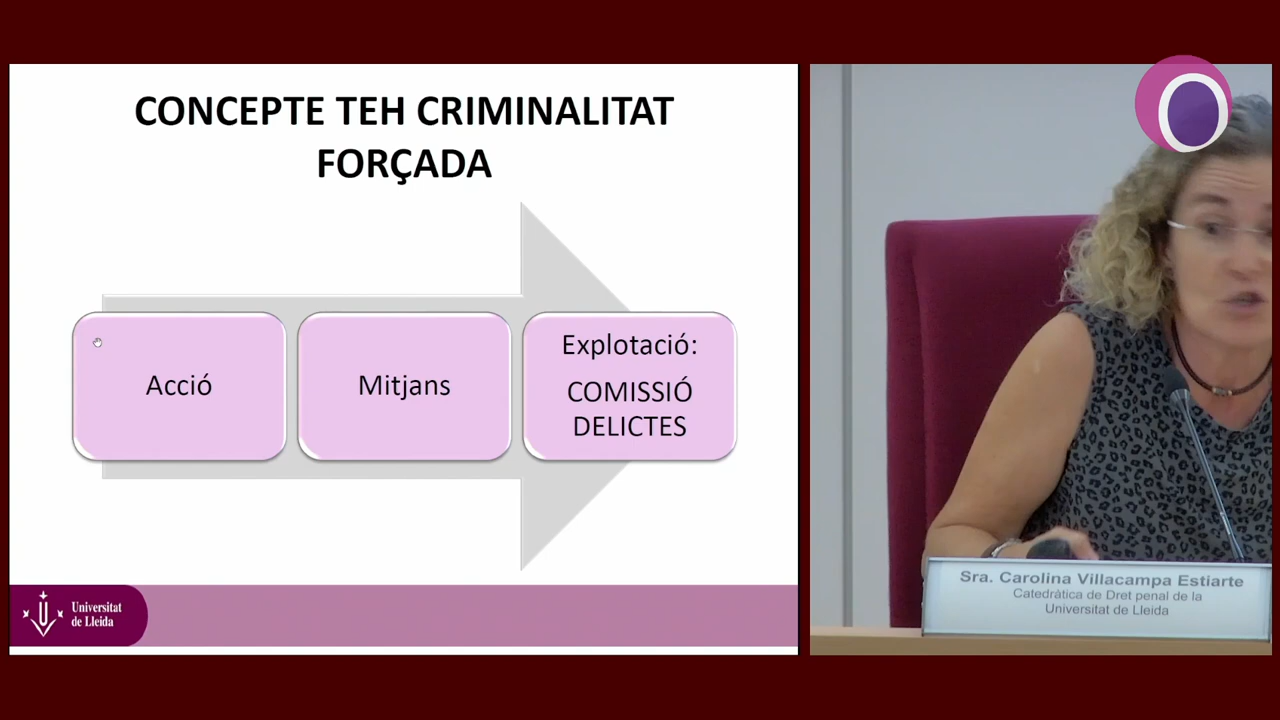 CONCEPTE TEH CRIMINALITAT
FORÇADA
Acció
Mitjans
Explotació:
COMISSIÓ
DELICTES
Universitat
de Lleida
Sra. Carolina Villacampa Estiarte
Catedràtica de Dret penal de la
Universitat de Lleida